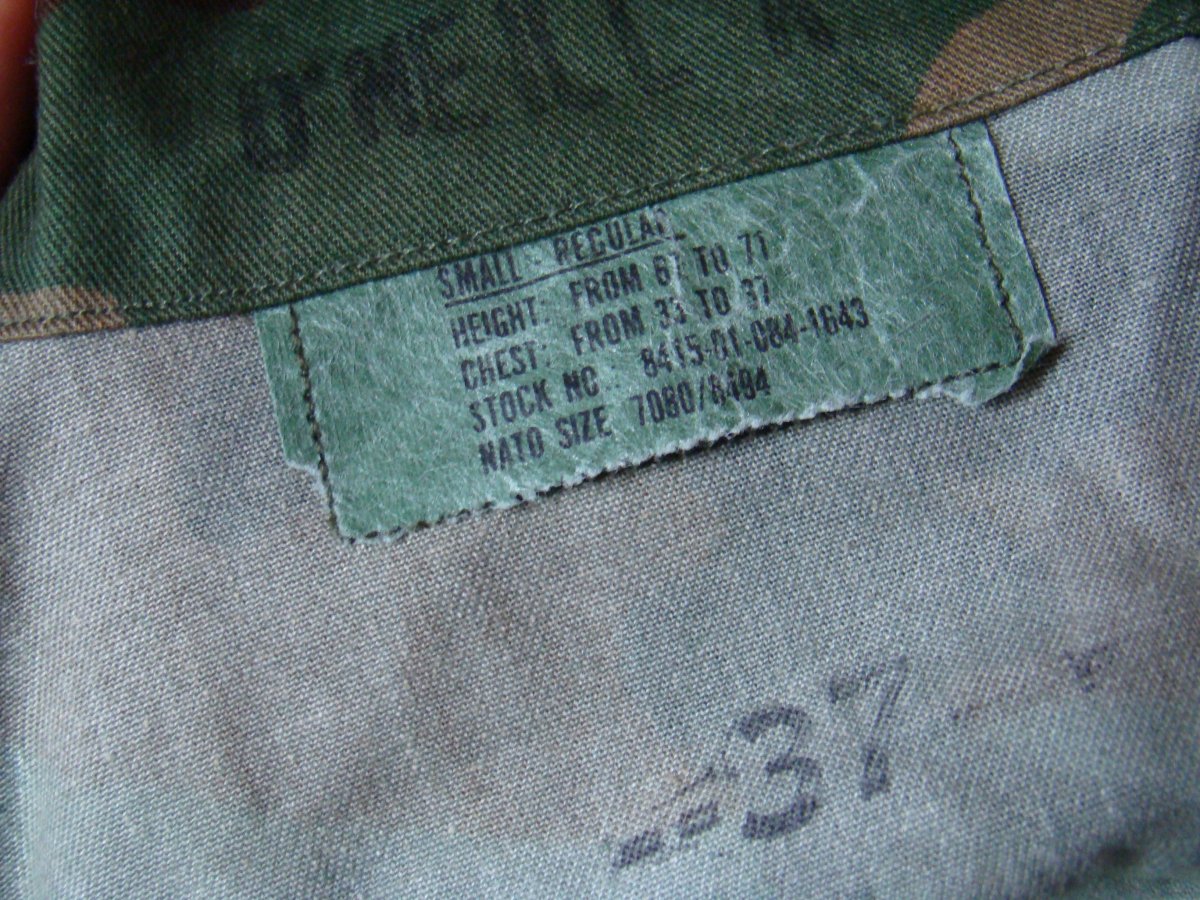 O'NEILL R
SMALL REGULAR
HEIGHT: FROM 67 TO 71
CHEST: FROM 33 TO 37
STOCK NO 8415-01-084-1643
NATO SIZE 7080/8494
37